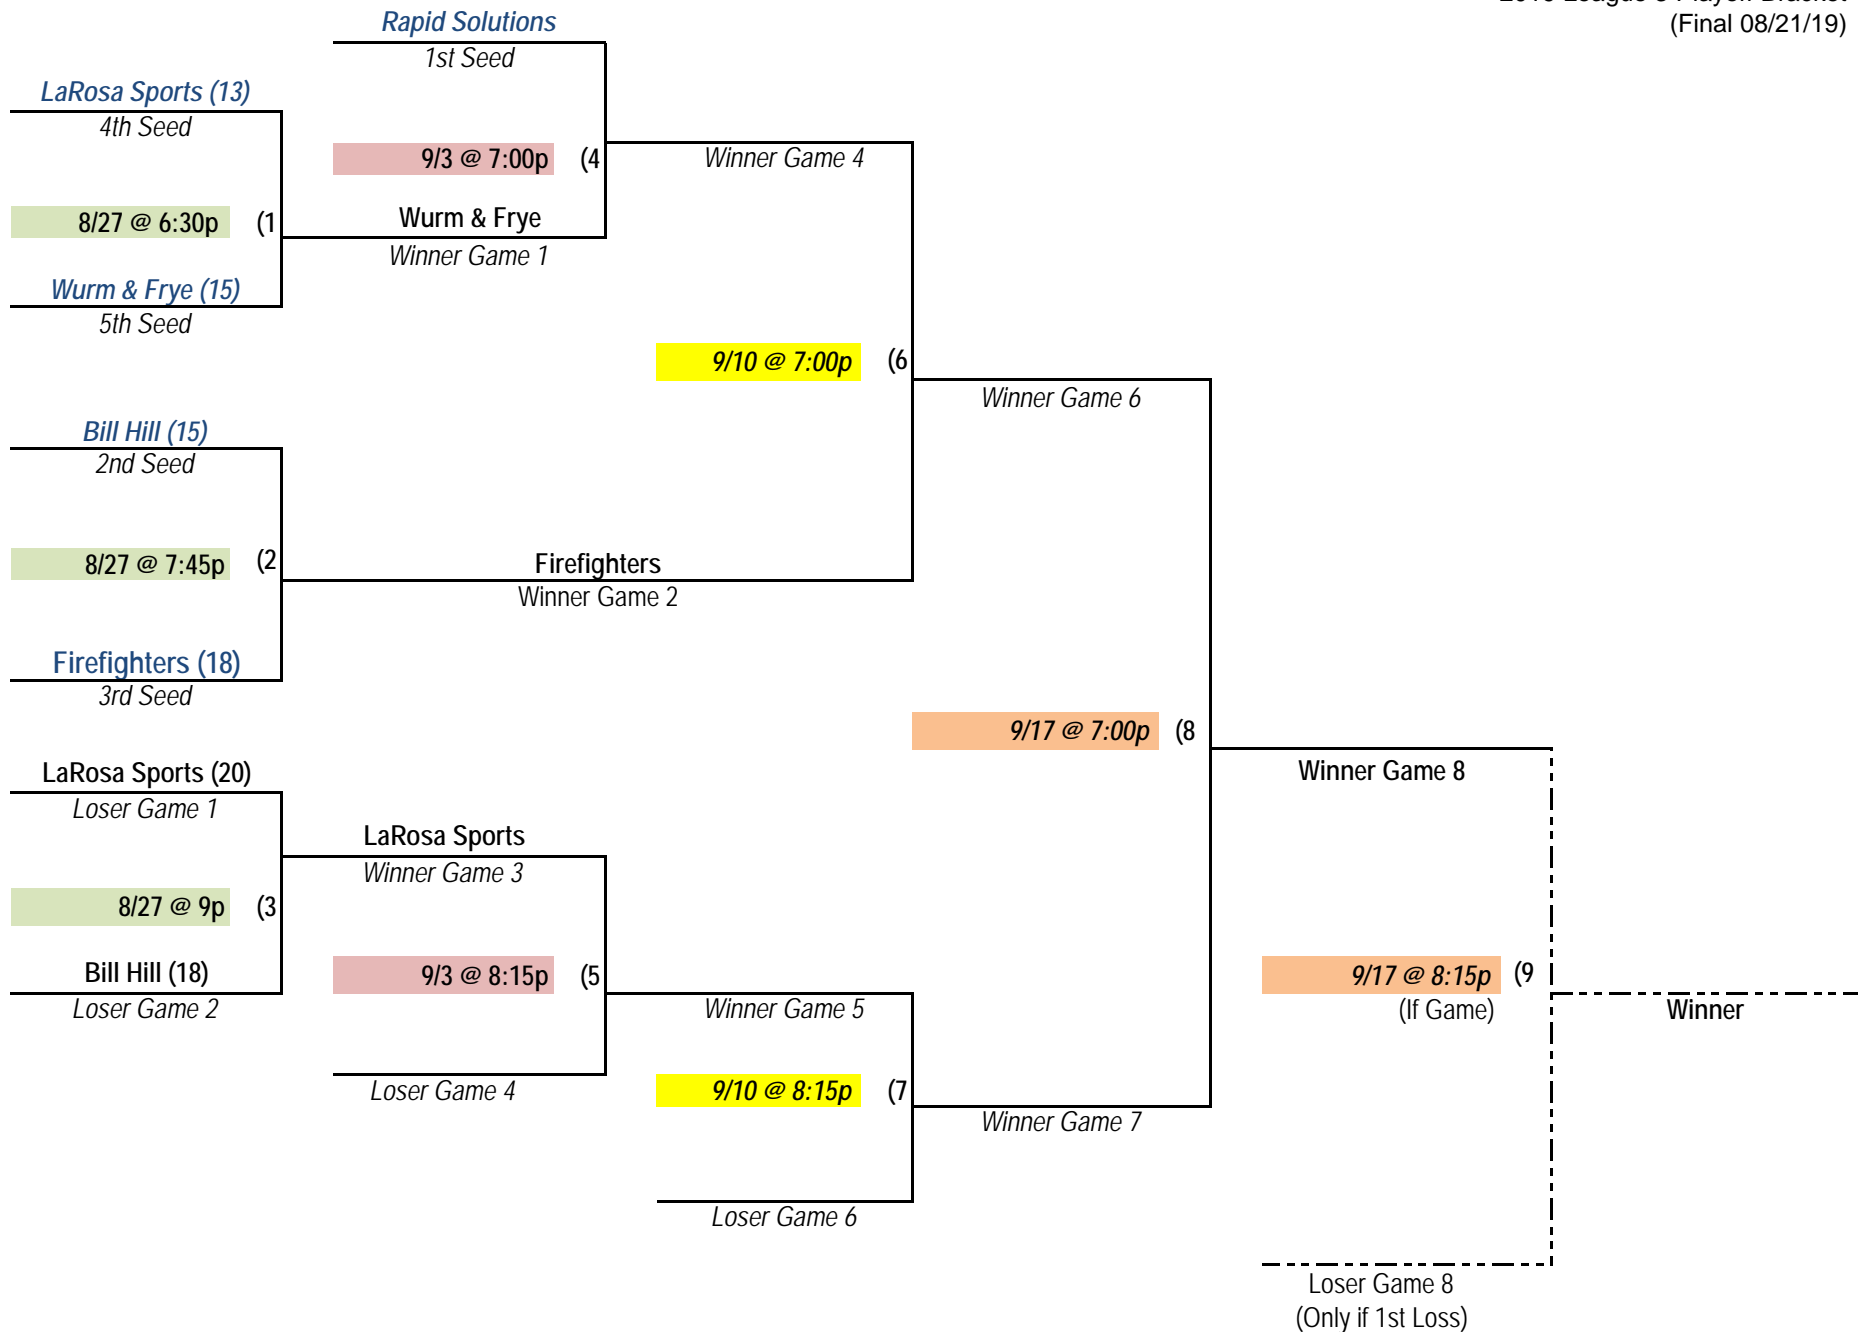 (Final 08/21/19)
Rapid Solutions
1st Seed
LaRosa Sports (13)
4th Seed
9/3 @ 7:00p (4
Winner Game 4
8/27 @ 6:30p (1
Wurm & Frye
Winner Game 1
Wurm & Frye (15)
5th Seed
9/10 @ 7:00p (6
Winner Game 6
Bill Hill (15)
2nd Seed
8/27 @ 7:45p (2
Firefighters
Winner Game 2
Firefighters (18)
3rd Seed
9/17 @ 7:00p (8
Winner Game 8
LaRosa Sports (20)
Loser Game 1
LaRosa Sports
Winner Game 3
8/27 @ 9p (3
Bill Hill (18)
Loser Game 2
9/3 @ 8:15p (5
Winner Game 5
9/17 @ 8:15p (9
(If Game)
Winner
Loser Game 4
9/10 @ 8:15p (7
Winner Game 7
Loser Game 6
Loser Game 8
(Only if 1st Loss)